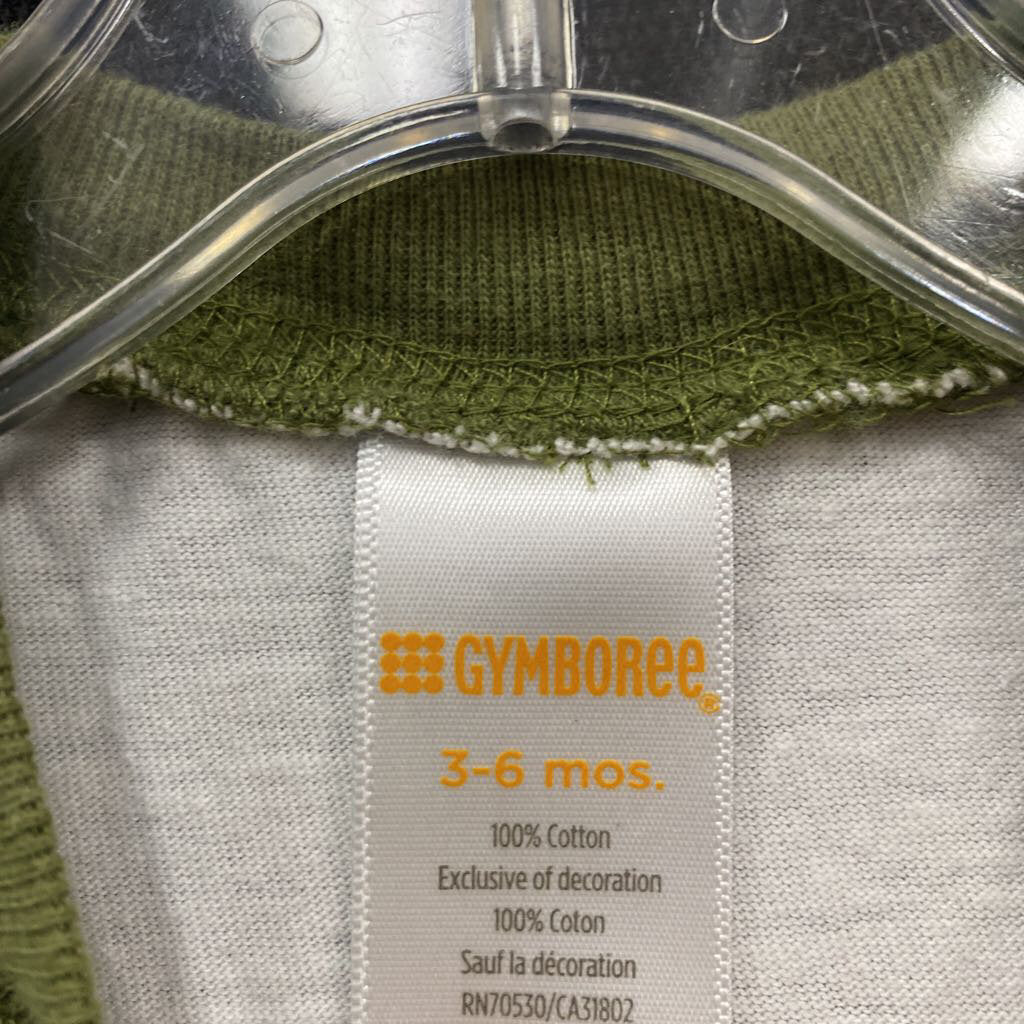 GYMBOREE®
3-6 mos.
100% Cotton
Exclusive of decoration
100% Coton
Sauf la décoration
RN70530/CA31802